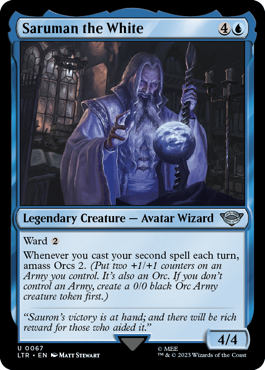 Saruman the White 4
Legendary Creature — Avatar Wizard
Ward 2
Whenever you cast your second spell each turn,
amass Orcs 2. (Put two +1/+1 counters on
an Army you control. It's also an Orc. If you don't
control an Army, create a 0/0 black Orc Army
creature token first.)
“Sauron's victory is at hand; and there will be rich
reward for those who aided it.”
4/4
U 0067
LTR • EN MATT STEWART
© MEE
™ & © 2023 Wizards of the Coast